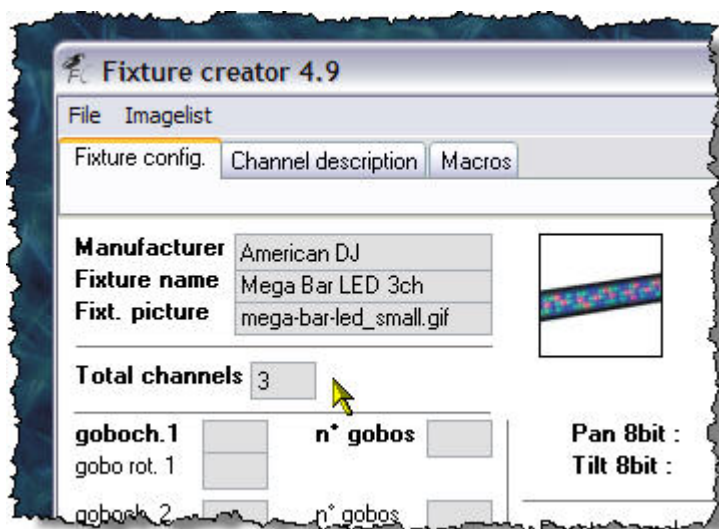 Fixture creator 4.9
File Imagelist
Fixture config. Channel description Macros
Manufacturer American DJ
Fixture name Mega Bar LED 3ch
Fixt. picture mega-bar-led_small.gif
Total channels 3
goboch.1 n° gobos Pan 8bit :
gobo rot. 1 Tilt 8bit :
goboch. 2 n° gobos